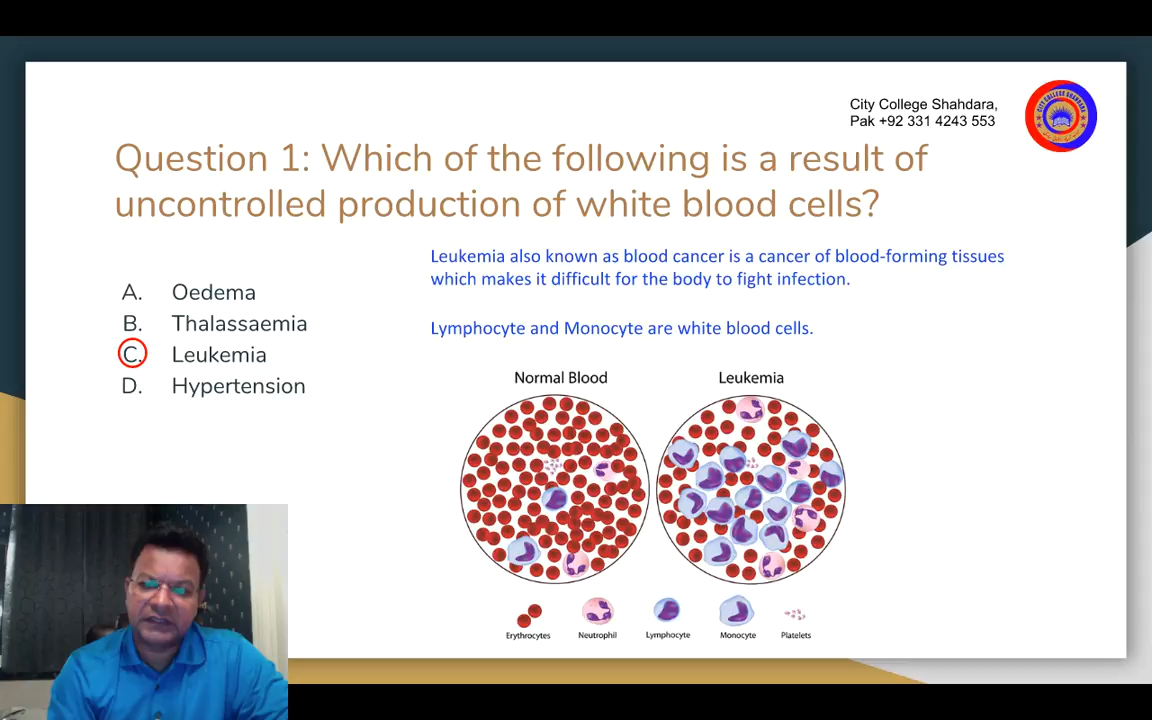 City College Shahdara,
Pak +92 331 4243 553
CITY COLLEGE SHAHDARA
Question 1: Which of the following is a result of
uncontrolled production of white blood cells?
A. Oedema
B. Thalassaemia
C. Leukemia
D. Hypertension
Leukemia also known as blood cancer is a cancer of blood-forming tissues
which makes it difficult for the body to fight infection.
Lymphocyte and Monocyte are white blood cells.
Normal Blood
Leukemia
Erythrocytes
Neutrophil
Lymphocyte
Monocyte
Platelets